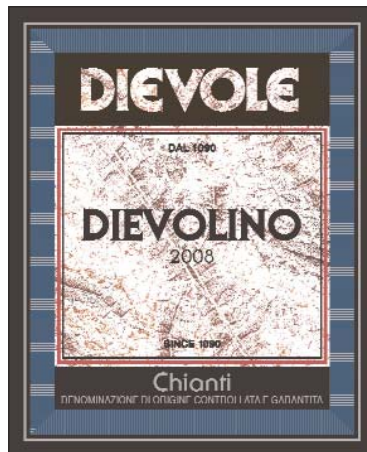 DIEVOLE
DAL 1090
DIEVOLINO
2008
SINCE 1090
Chianti
DENOMINAZIONE DI ORIGINE CONTROLLATA E GARANTITA